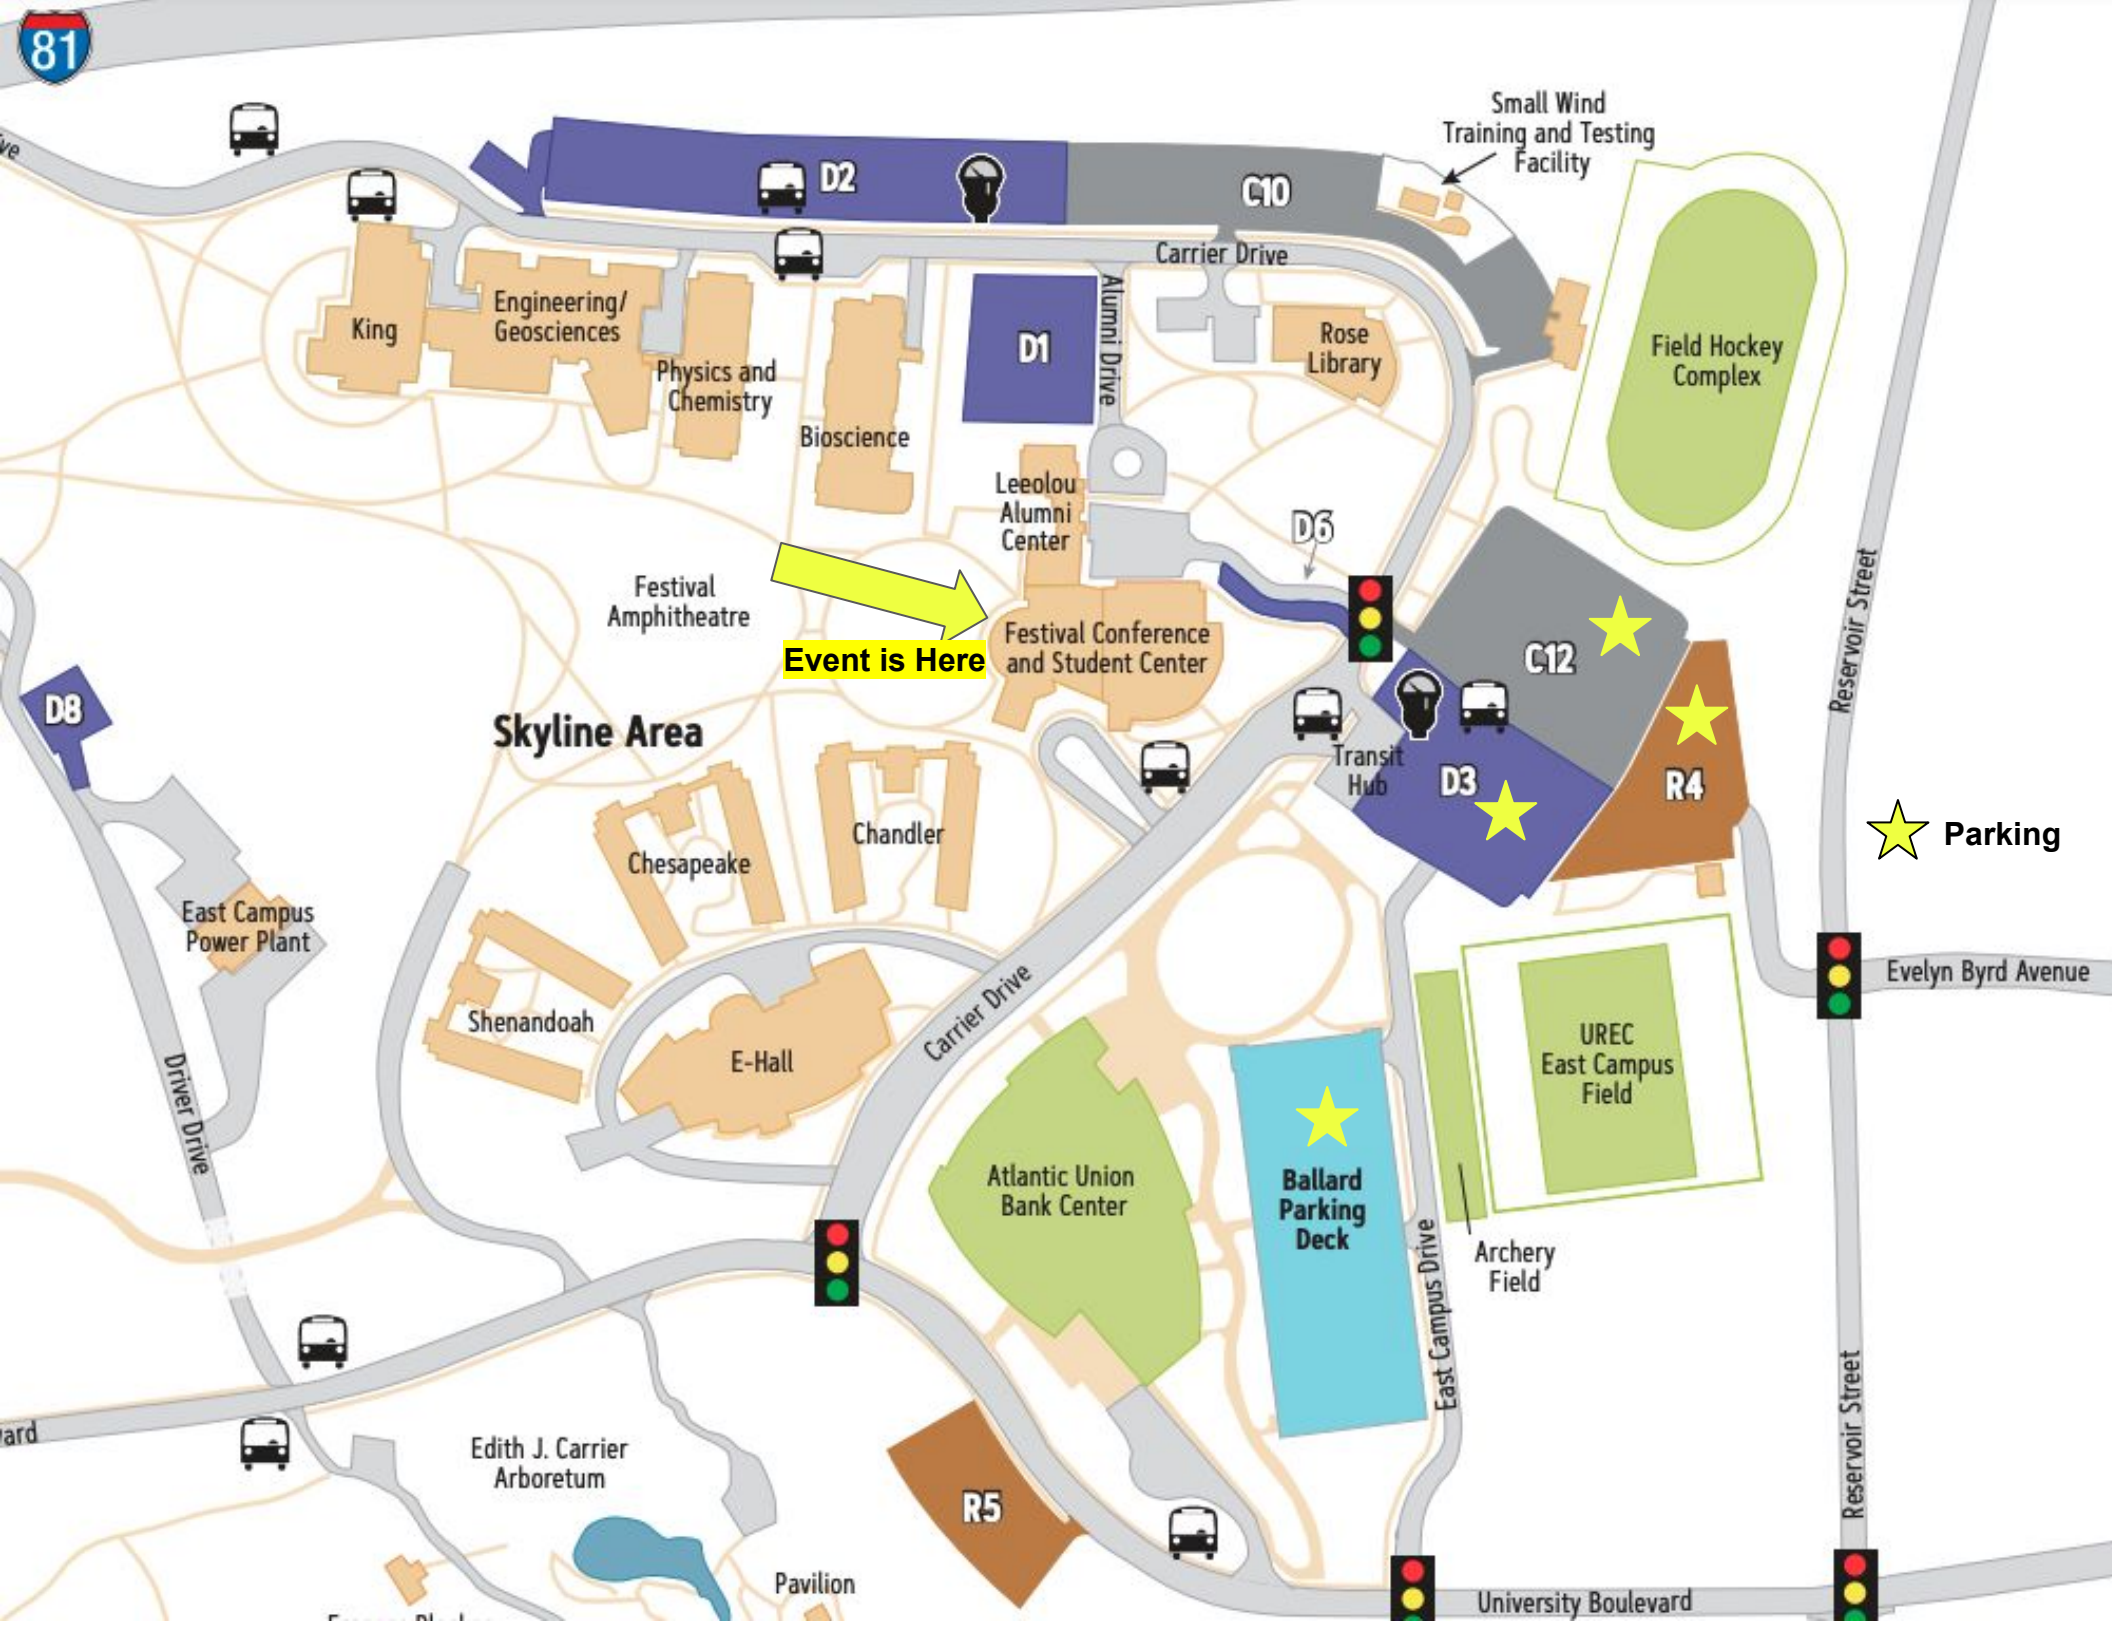 81
ve
D2
C10
Small Wind
Training and Testing
Facility
Carrier Drive
King
Engineering/
Geosciences
Physics and
Chemistry
Bioscience
D1
Alumni Drive
Rose
Library
Field Hockey
Complex
Leeolou
Alumni
Center
D6
Festival
Amphitheatre
Event is Here
Festival Conference
and Student Center
C12
Reservoir Street
D8
Skyline Area
Transit
Hub
D3
R4
Parking
Chesapeake
Chandler
East Campus
Power Plant
Shenandoah
E-Hall
Carrier Drive
Evelyn Byrd Avenue
UREC
East Campus
Field
Driver Drive
Atlantic Union
Bank Center
Ballard
Parking
Deck
East Campus Drive
Archery
Field
Reservoir Street
ard
Edith J. Carrier
Arboretum
R5
Pavilion
University Boulevard